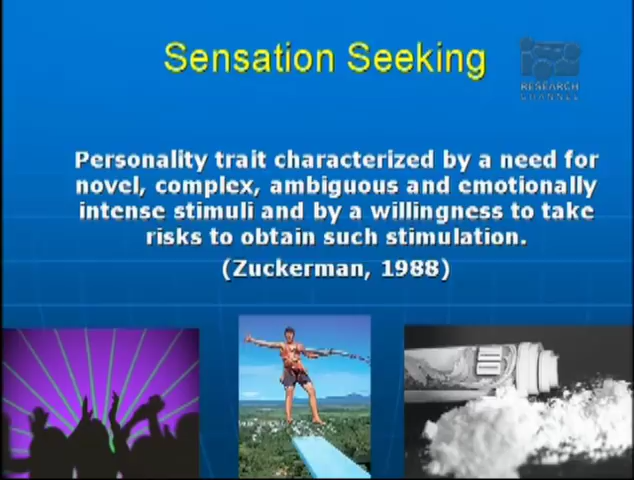 Sensation Seeking
RESEARCH
CHANNEL
Personality trait characterized by a need for
novel, complex, ambiguous and emotionally
intense stimuli and by a willingness to take
risks to obtain such stimulation.
(Zuckerman, 1988)